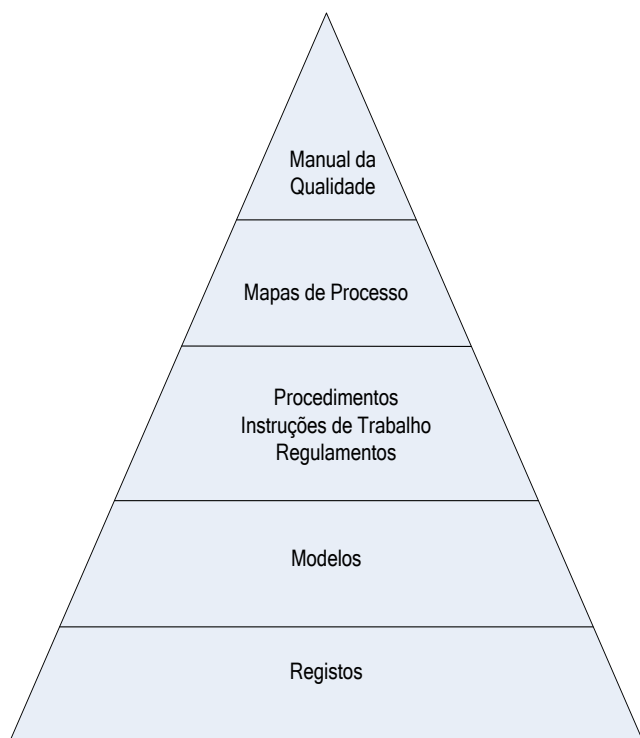 Manual da
Qualidade
Mapas de Processo
Procedimentos
Instruções de Trabalho
Regulamentos
Modelos
Registos